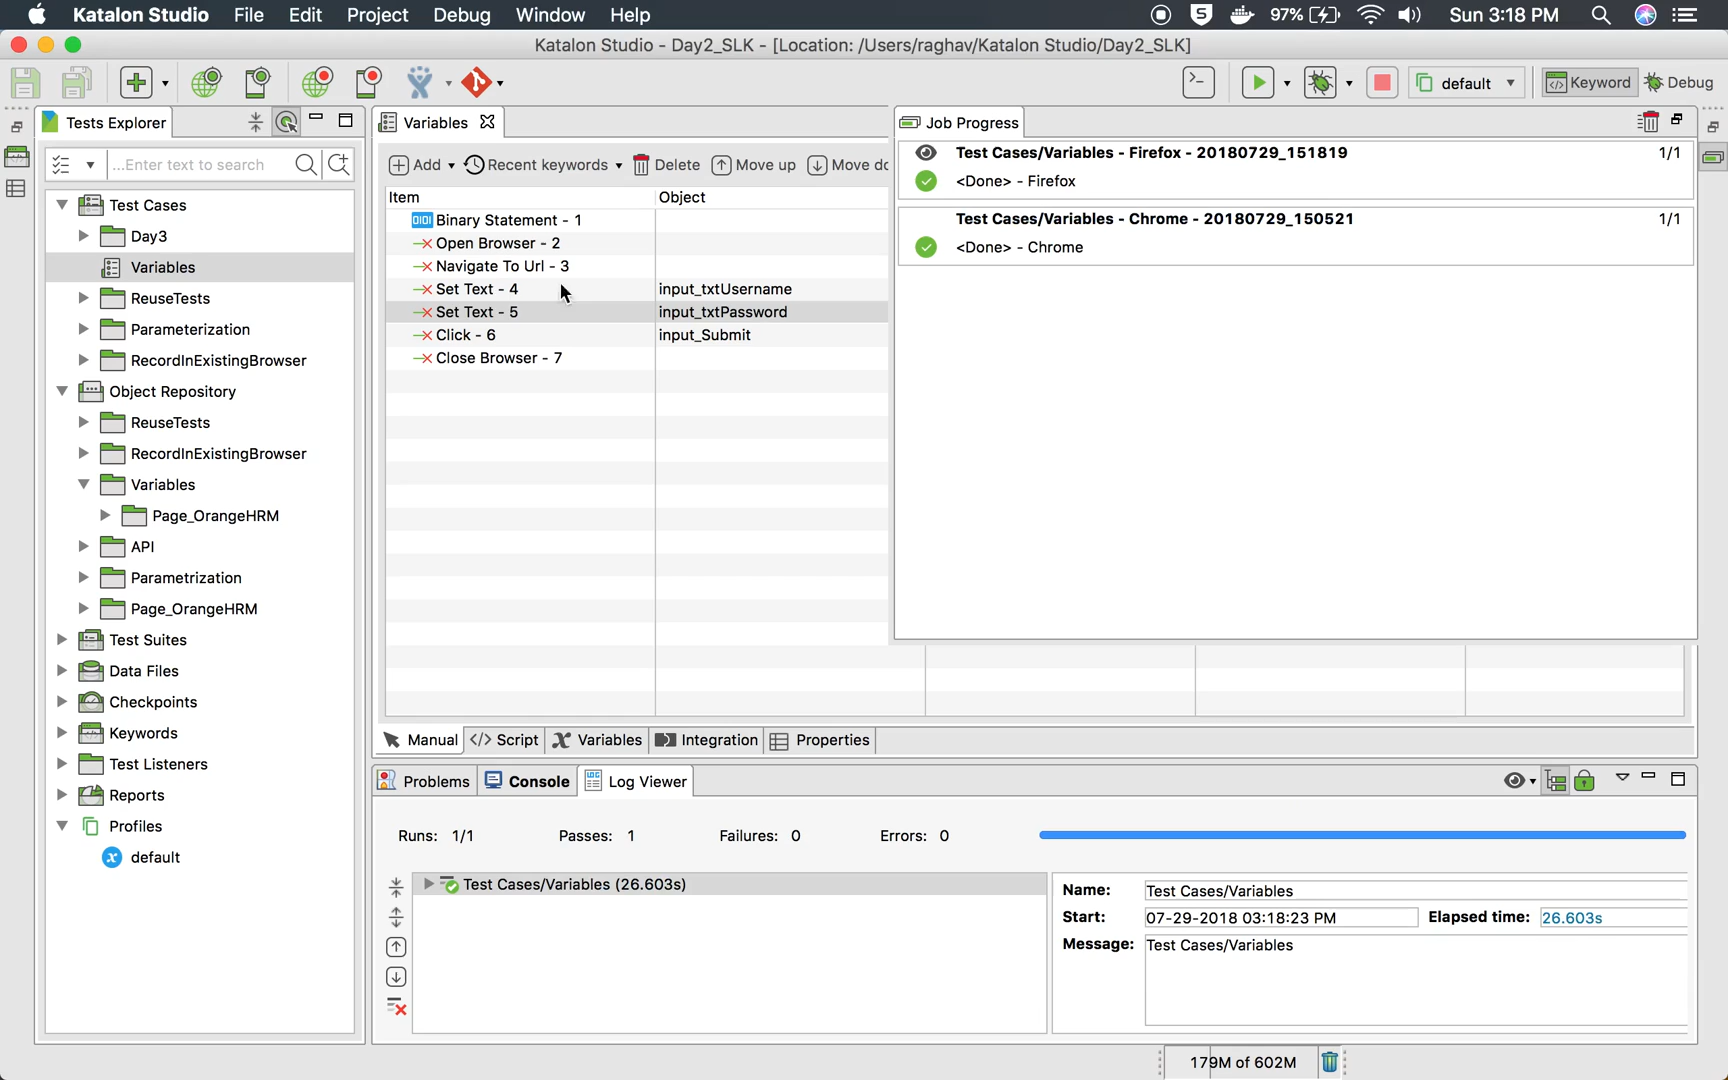 Katalon Studio File Edit Project Debug Window Help 97% Sun 3:18 PM
Katalon Studio - Day2_SLK - [Location: /Users/raghav/Katalon Studio/Day2_SLK]
default Keyword Debug
Tests Explorer
...Enter text to search
Test Cases
Day3
Variables
ReuseTests
Parameterization
RecordInExistingBrowser
Object Repository
ReuseTests
RecordInExistingBrowser
Variables
Page_OrangeHRM
API
Parametrization
Page_OrangeHRM
Test Suites
Data Files
Checkpoints
Keywords
Test Listeners
Reports
Profiles
default
Variables
Add Recent keywords Delete Move up Move do
Item Object
Binary Statement - 1
Open Browser - 2
Navigate To Url - 3
Set Text - 4 input_txtUsername
Set Text - 5 input_txtPassword
Click - 6 input_Submit
Close Browser - 7
Job Progress
Test Cases/Variables - Firefox - 20180729_151819 1/1
<Done> - Firefox
Test Cases/Variables - Chrome - 20180729_150521 1/1
<Done> - Chrome
Manual Script Variables Integration Properties
Problems Console Log Viewer
Runs: 1/1 Passes: 1 Failures: 0 Errors: 0
Test Cases/Variables (26.603s)
Name: Test Cases/Variables
Start: 07-29-2018 03:18:23 PM Elapsed time: 26.603s
Message: Test Cases/Variables
179M of 602M